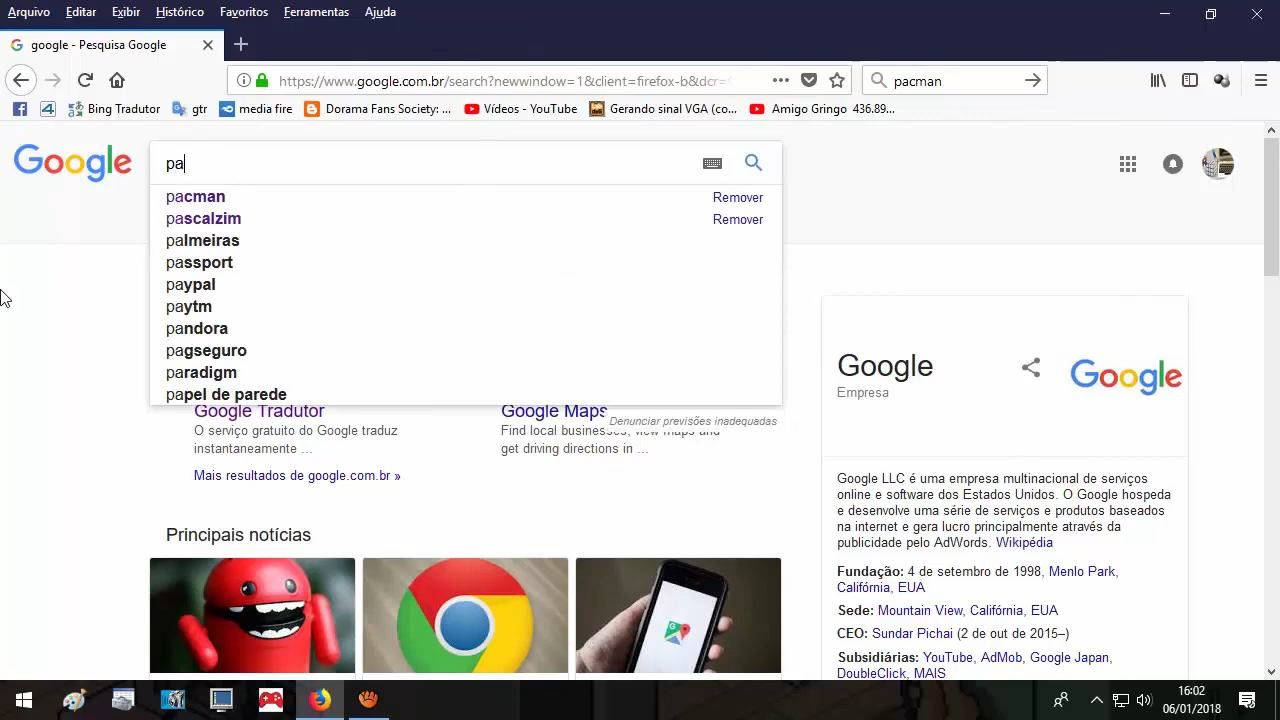 Arquivo Editar Exibir Histórico Favoritos Ferramentas Ajuda
google - Pesquisa Google
https://www.google.com.br/search?newwindow=1&client=firefox-b&dcr=
pacman
Bing Tradutor gtr media fire Dorama Fans Society:... Vídeos - YouTube Gerando sinal VGA (co... Amigo Gringo 436.89...
Google
pa
pacman Remover
pascalzim Remover
palmeiras
passport
paypal
paytm
pandora
pagseguro
paradigm
papel de parede
Denunciar previsões inadequadas
Google Tradutor
O serviço gratuito do Google traduz
instantaneamente ...
Google Maps
Find local businesses, view maps and
get driving directions in ...
Mais resultados de google.com.br »
Principais notícias
Google
Empresa
Google
Google LLC é uma empresa multinacional de serviços
online e software dos Estados Unidos. O Google hospeda
e desenvolve uma série de serviços e produtos baseados
na internet e gera lucro principalmente através da
publicidade pelo AdWords. Wikipédia
Fundação: 4 de setembro de 1998, Menlo Park,
Califórnia, EUA
Sede: Mountain View, Califórnia, EUA
CEO: Sundar Pichai (2 de out de 2015–)
Subsidiárias: YouTube, AdMob, Google Japan,
DoubleClick, MAIS
16:02
06/01/2018